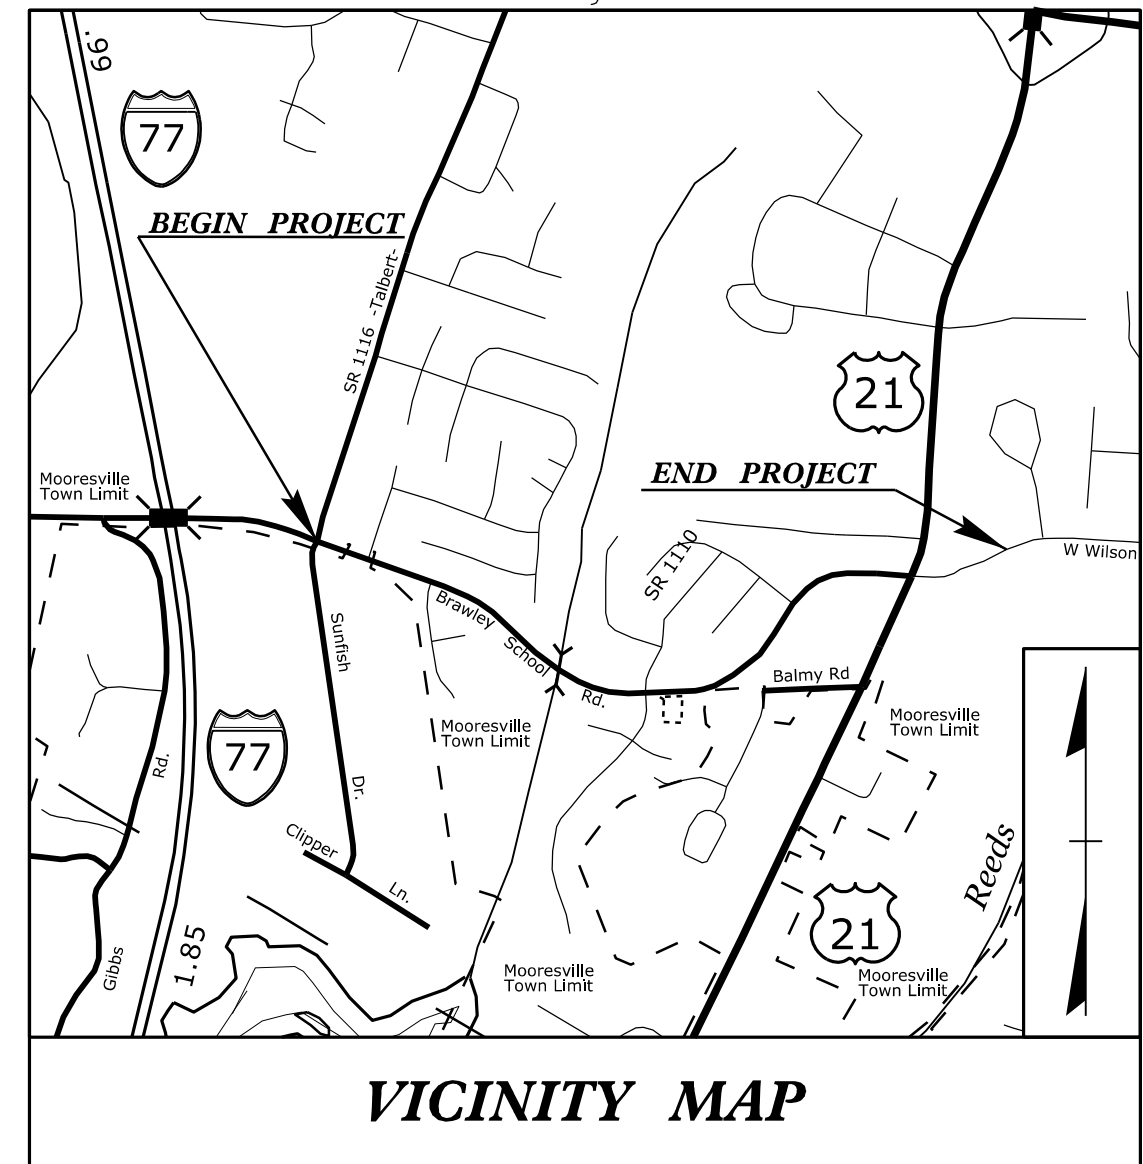 .66
77
BEGIN PROJECT
SR 1116 -Talbert-
21
END PROJECT
Mooresville
Town Limit
W Wilson
SR 1110
Brawley
School
Rd.
Sunfish
Dr.
Balmy Rd
Mooresville
Town Limit
Mooresville
Town Limit
77
Rd.
Clipper
Ln.
Reeds
21
Gibbs
1.85
Mooresville
Town Limit
Mooresville
Town Limit
VICINITY MAP